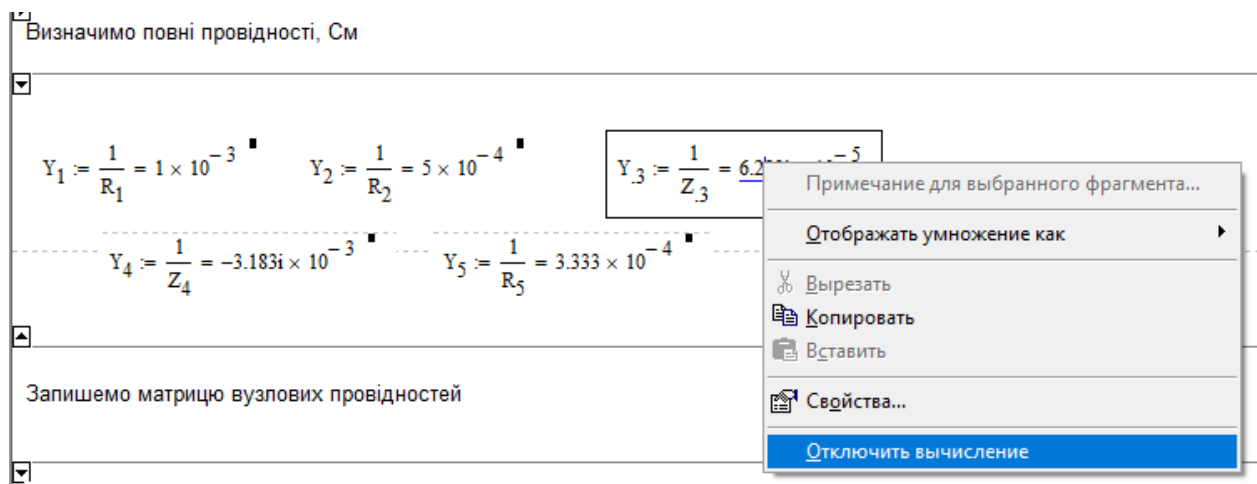 Визначимо повні провідності, См
Y₁ := 1/R₁ = 1 × 10⁻³ Y₂ := 1/R₂ = 5 × 10⁻⁴ Y.₃ := 1/Z.₃ = 6.2
Y₄ := 1/Z₄ = −3.183i × 10⁻³ Y₅ := 1/R₅ = 3.333 × 10⁻⁴
Запишемо матрицю вузлових провідностей
Примечание для выбранного фрагмента...
Отображать умножение как
Вырезать
Копировать
Вставить
Свойства...
Отключить вычисление